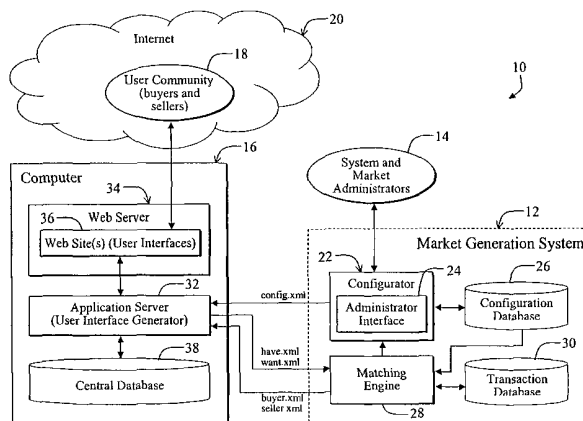 20
Internet
18
User Community
(buyers and
sellers)
10
14
16
System and
Market
Administrators
Computer
34
12
Web Server
36
Market Generation System
Web Site(s) (User Interfaces)
22
24
26
Configurator
32
config.xml
Administrator
Interface
Configuration
Database
Application Server
(User Interface Generator)
38
have.xml
want.xml
30
Central Database
Matching
Engine
Transaction
Database
buyer.xml
seller.xml
28